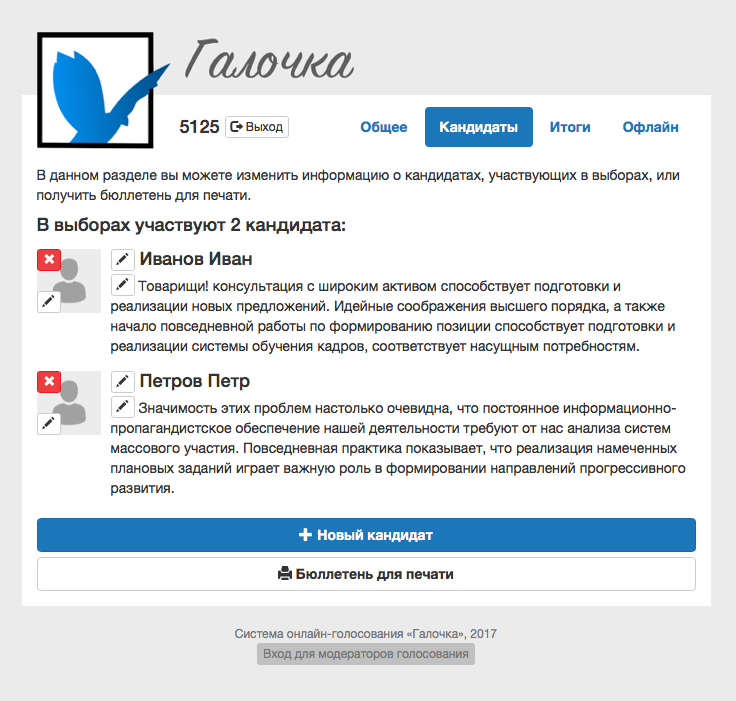 Галочка
5125 Выход Общее Кандидаты Итоги Офлайн
В данном разделе вы можете изменить информацию о кандидатах, участвующих в выборах, или
получить бюллетень для печати.
В выборах участвуют 2 кандидата:
Иванов Иван
Товарищи! консультация с широким активом способствует подготовки и
реализации новых предложений. Идейные соображения высшего порядка, а также
начало повседневной работы по формированию позиции способствует подготовки и
реализации системы обучения кадров, соответствует насущным потребностям.
Петров Петр
Значимость этих проблем настолько очевидна, что постоянное информационно-
пропагандистское обеспечение нашей деятельности требуют от нас анализа систем
массового участия. Повседневная практика показывает, что реализация намеченных
плановых заданий играет важную роль в формировании направлений прогрессивного
развития.
Новый кандидат
Бюллетень для печати
Система онлайн-голосования «Галочка», 2017
Вход для модераторов голосования